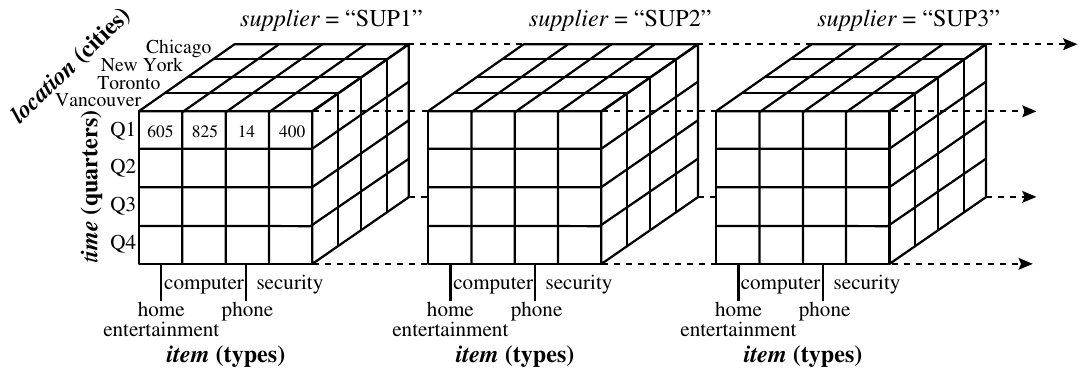 supplier = “SUP1” supplier = “SUP2” supplier = “SUP3”
location (cities)
Chicago
New York
Toronto
Vancouver
time (quarters)
Q1 605 825 14 400
Q2
Q3
Q4
computer security computer security computer security
home phone home phone home phone
entertainment entertainment entertainment
item (types) item (types) item (types)